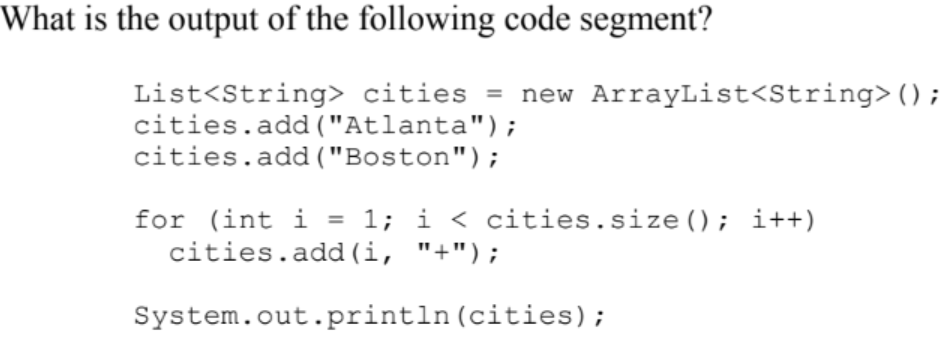 What is the output of the following code segment?
List<String> cities = new ArrayList<String>();
cities.add("Atlanta");
cities.add("Boston");
for (int i = 1; i < cities.size(); i++)
cities.add(i, "+");
System.out.println(cities);